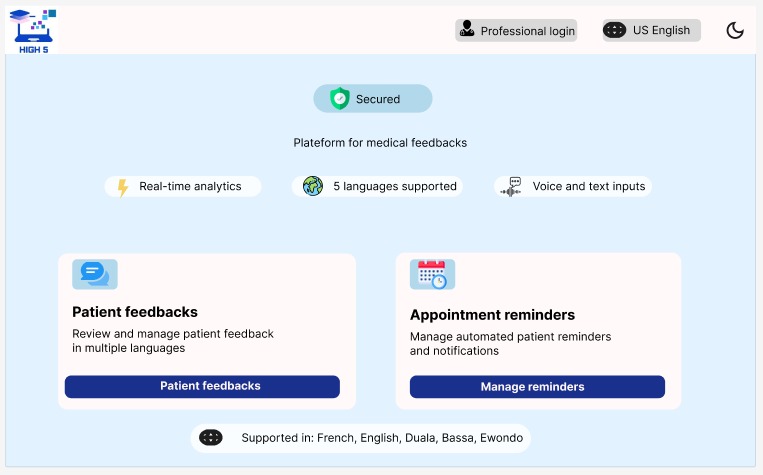 HIGH 5
Professional login
US English
Secured
Plateform for medical feedbacks
Real-time analytics
5 languages supported
Voice and text inputs
Patient feedbacks
Review and manage patient feedback
in multiple languages
Patient feedbacks
Appointment reminders
Manage automated patient reminders
and notifications
Manage reminders
Supported in: French, English, Duala, Bassa, Ewondo